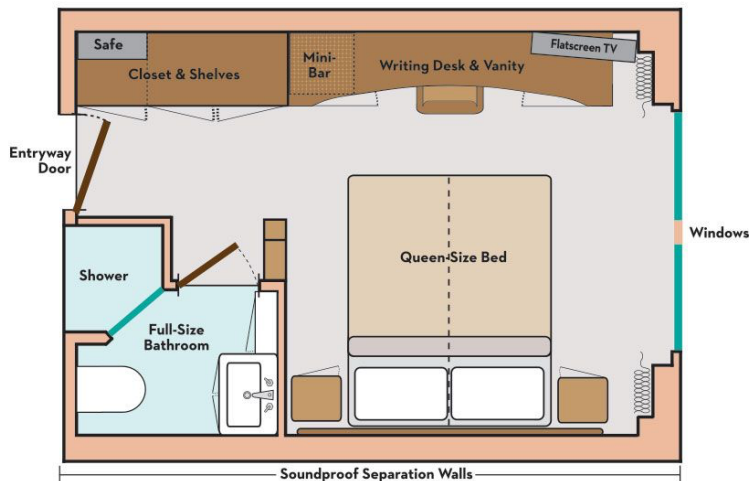 Safe
Closet & Shelves
Mini-
Bar
Writing Desk & Vanity
Flatscreen TV
Entryway
Door
Windows
Queen-Size Bed
Shower
Full-Size
Bathroom
Soundproof Separation Walls